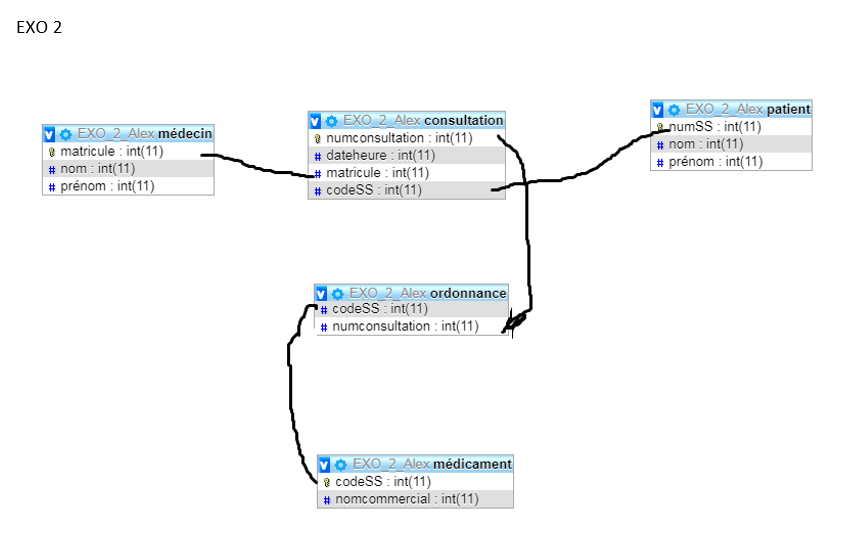 EXO 2
EXO_2_Alex médecin
matricule : int(11)
nom : int(11)
prénom : int(11)
EXO_2_Alex consultation
numconsultation : int(11)
dateheure : int(11)
matricule : int(11)
codeSS : int(11)
EXO_2_Alex patient
numSS : int(11)
nom : int(11)
prénom : int(11)
EXO_2_Alex ordonnance
codeSS : int(11)
numconsultation : int(11)
EXO_2_Alex médicament
codeSS : int(11)
nomcommercial : int(11)